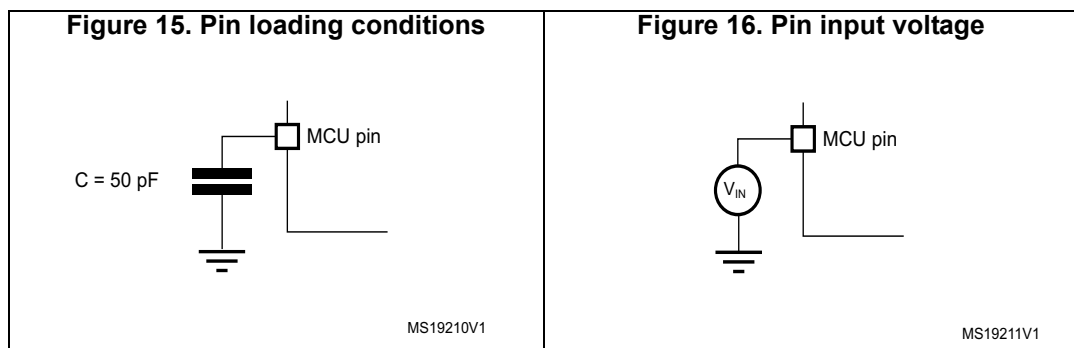 Figure 15. Pin loading conditions
MCU pin
C = 50 pF
MS19210V1
Figure 16. Pin input voltage
MCU pin
VIN
MS19211V1